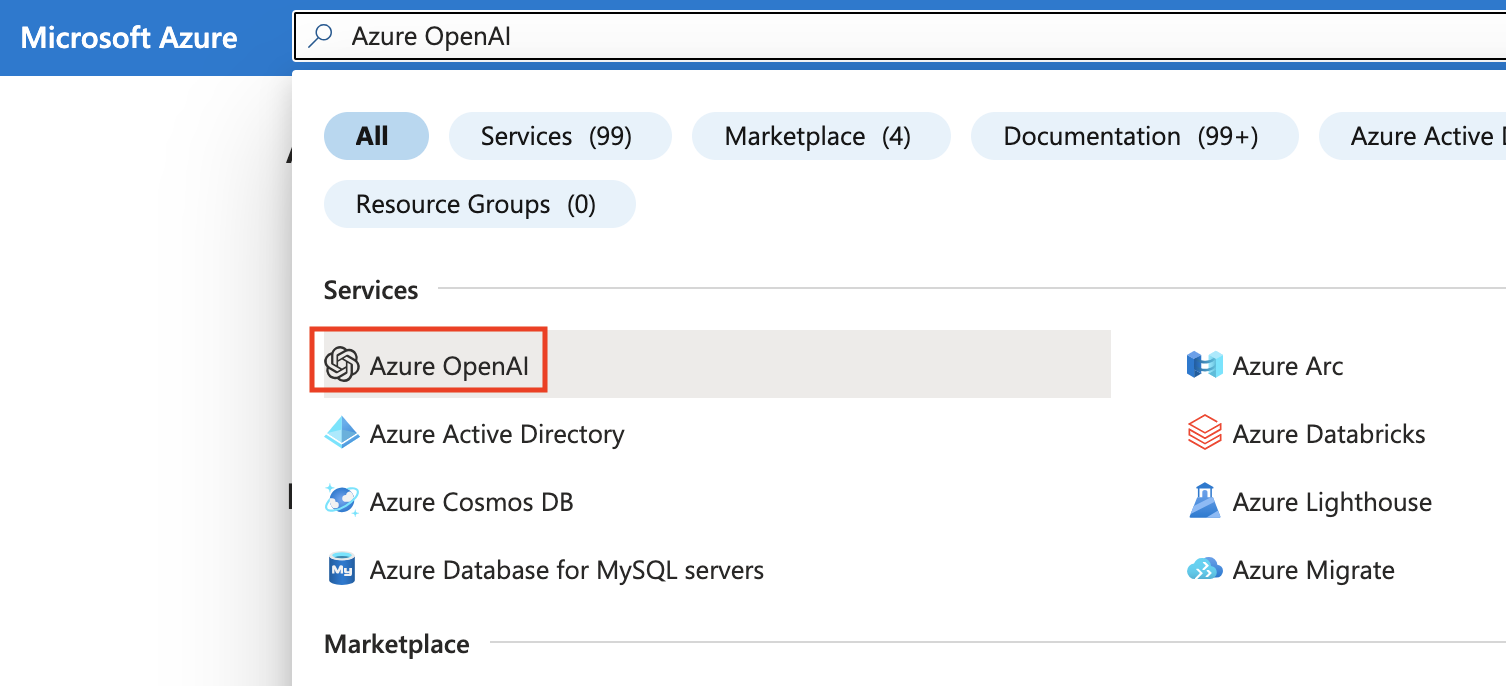 Microsoft Azure
Azure OpenAI
All
Services (99)
Marketplace (4)
Documentation (99+)
Azure Active
Resource Groups (0)
Services
Azure OpenAI
Azure Arc
Azure Active Directory
Azure Databricks
Azure Cosmos DB
Azure Lighthouse
My
Azure Database for MySQL servers
Azure Migrate
Marketplace